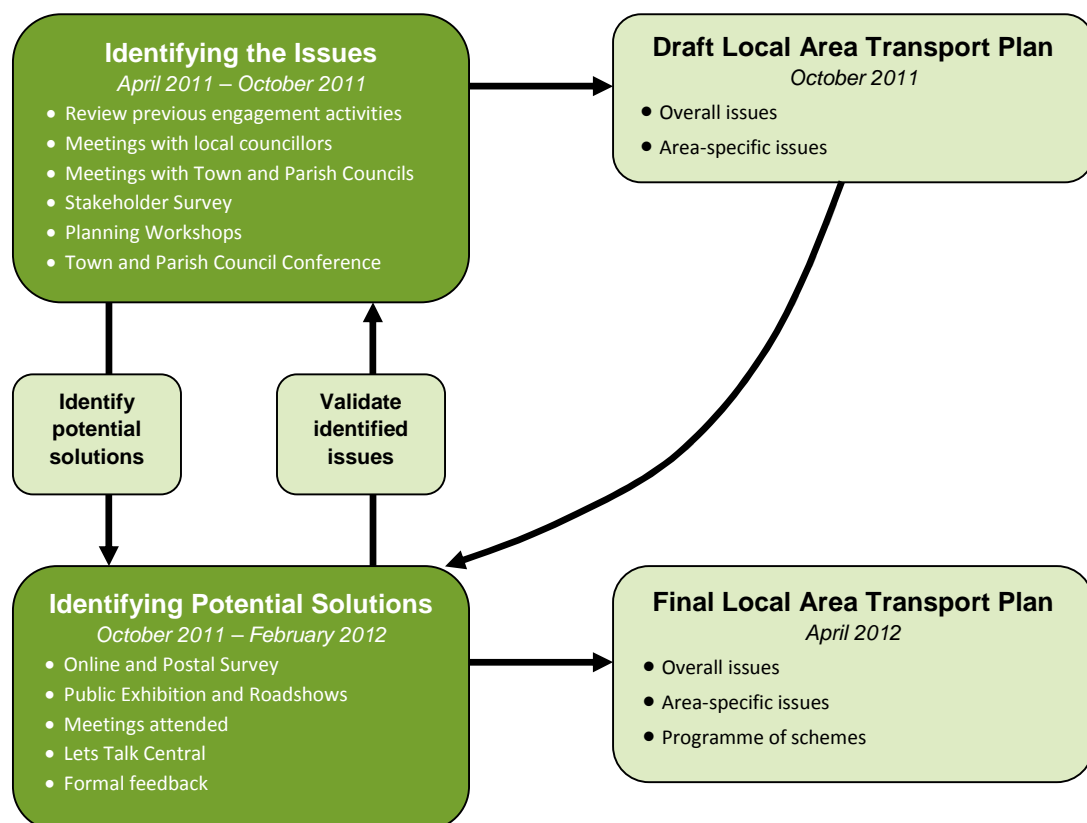 Identifying the Issues
April 2011 – October 2011
• Review previous engagement activities
• Meetings with local councillors
• Meetings with Town and Parish Councils
• Stakeholder Survey
• Planning Workshops
• Town and Parish Council Conference
Draft Local Area Transport Plan
October 2011
• Overall issues
• Area-specific issues
Identify
potential
solutions
Validate
identified
issues
Identifying Potential Solutions
October 2011 – February 2012
• Online and Postal Survey
• Public Exhibition and Roadshows
• Meetings attended
• Lets Talk Central
• Formal feedback
Final Local Area Transport Plan
April 2012
• Overall issues
• Area-specific issues
• Programme of schemes